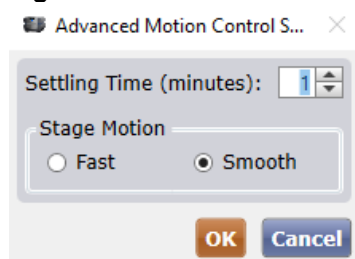 Advanced Motion Control S...
Settling Time (minutes): 1
Stage Motion
Fast Smooth
OK Cancel